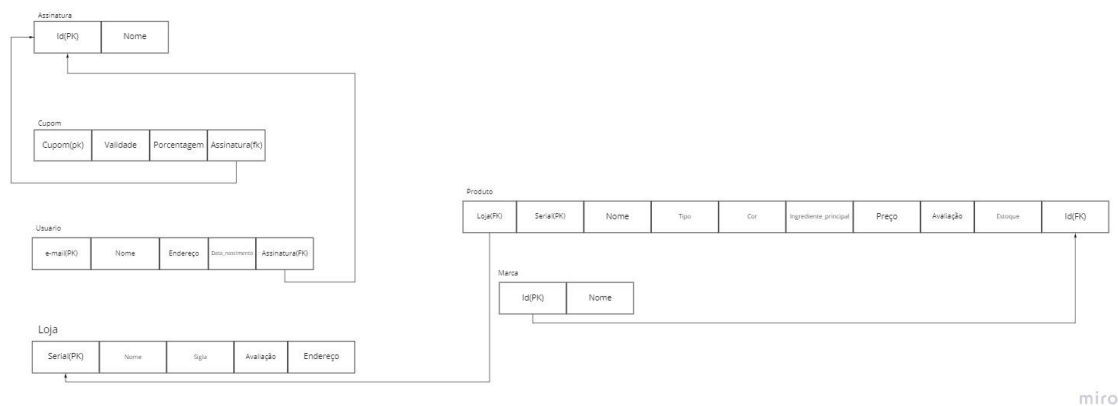 Assinatura
Id(PK) Nome
Cupom
Cupom(pk) Validade Porcentagem Assinatura(fk)
Produto
Loja(FK) Serial(PK) Nome Tipo Cor Ingrediente_principal Preço Avaliação Estoque Id(FK)
Usuario
e-mail(PK) Nome Endereço Data_nascimento Assinatura(FK)
Marca
Id(PK) Nome
Loja
Serial(PK) Nome Sigla Avaliação Endereço
miro